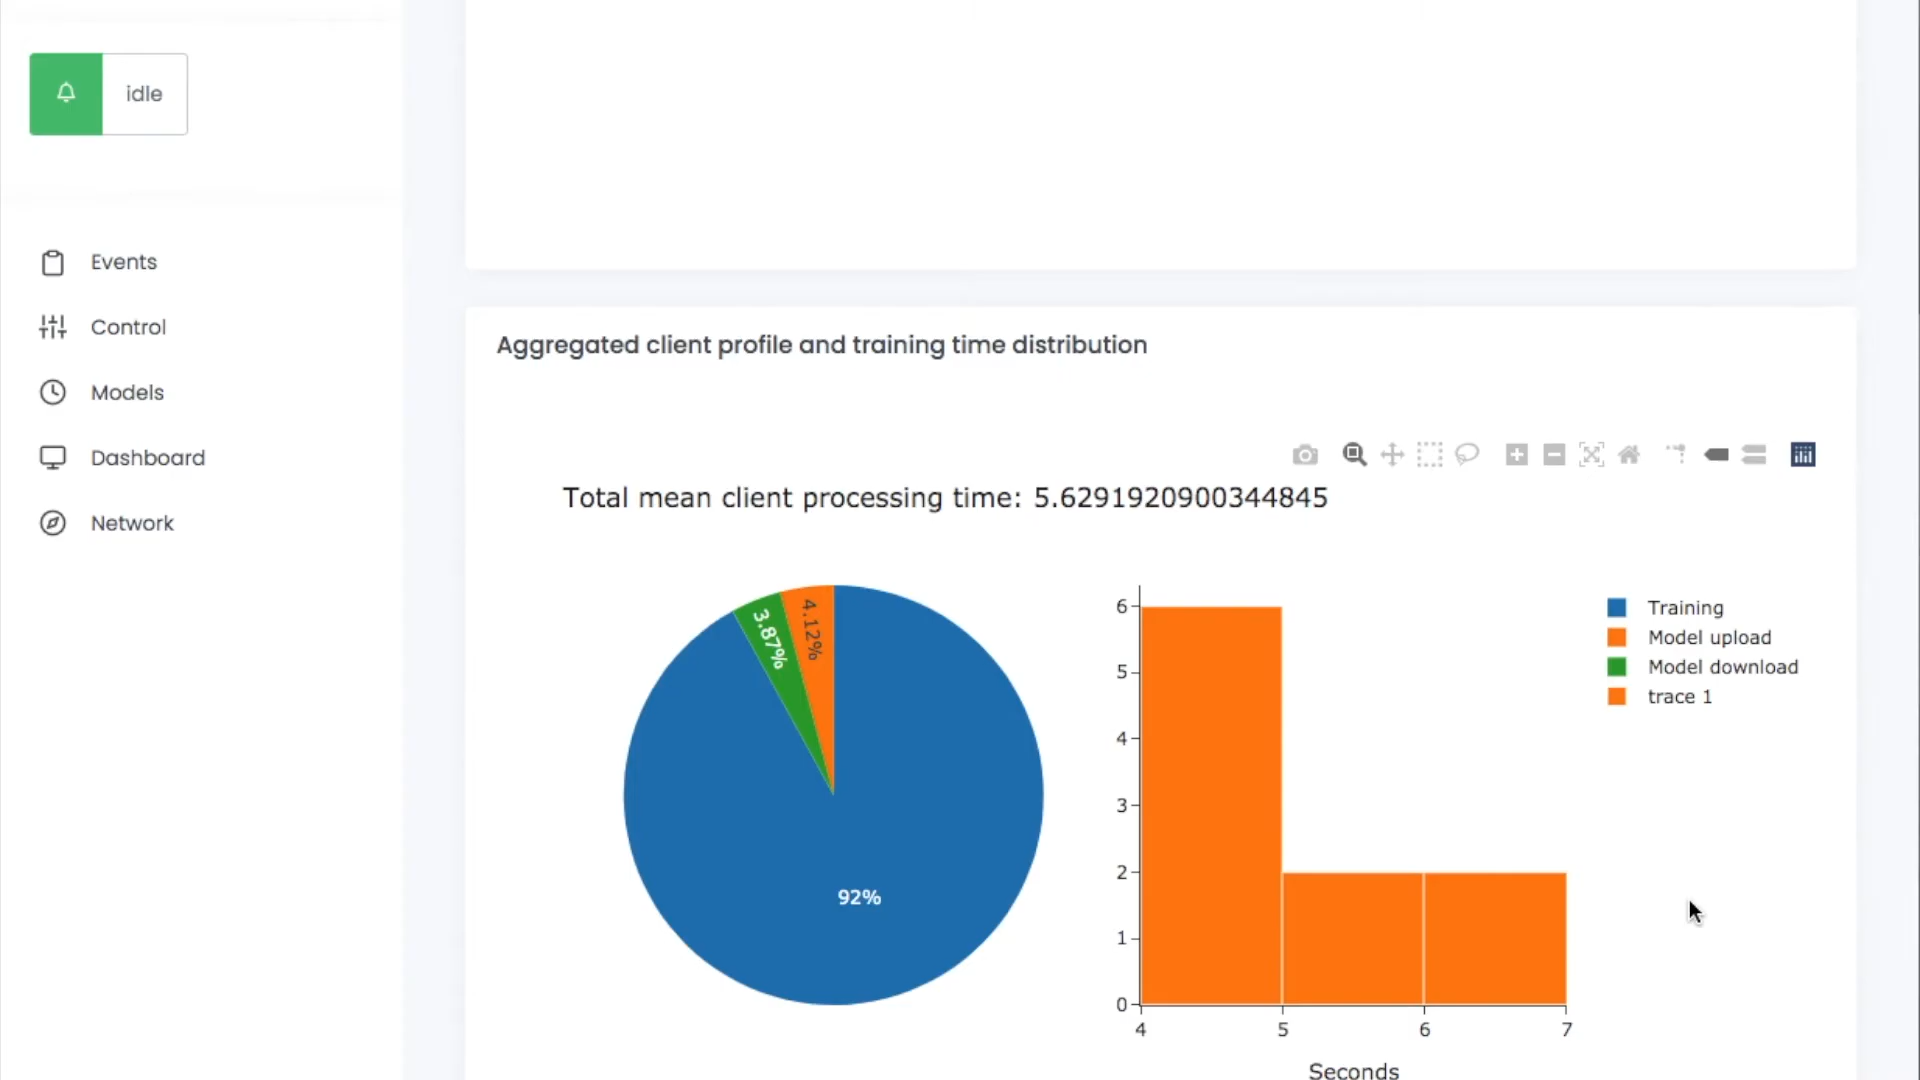 idle
Events
Control
Models
Dashboard
Network
Aggregated client profile and training time distribution
Total mean client processing time: 5.6291920900344845
3.87%
4.12%
92%
6
5
4
3
2
1
0
4 5 6 7
Seconds
Training
Model upload
Model download
trace 1